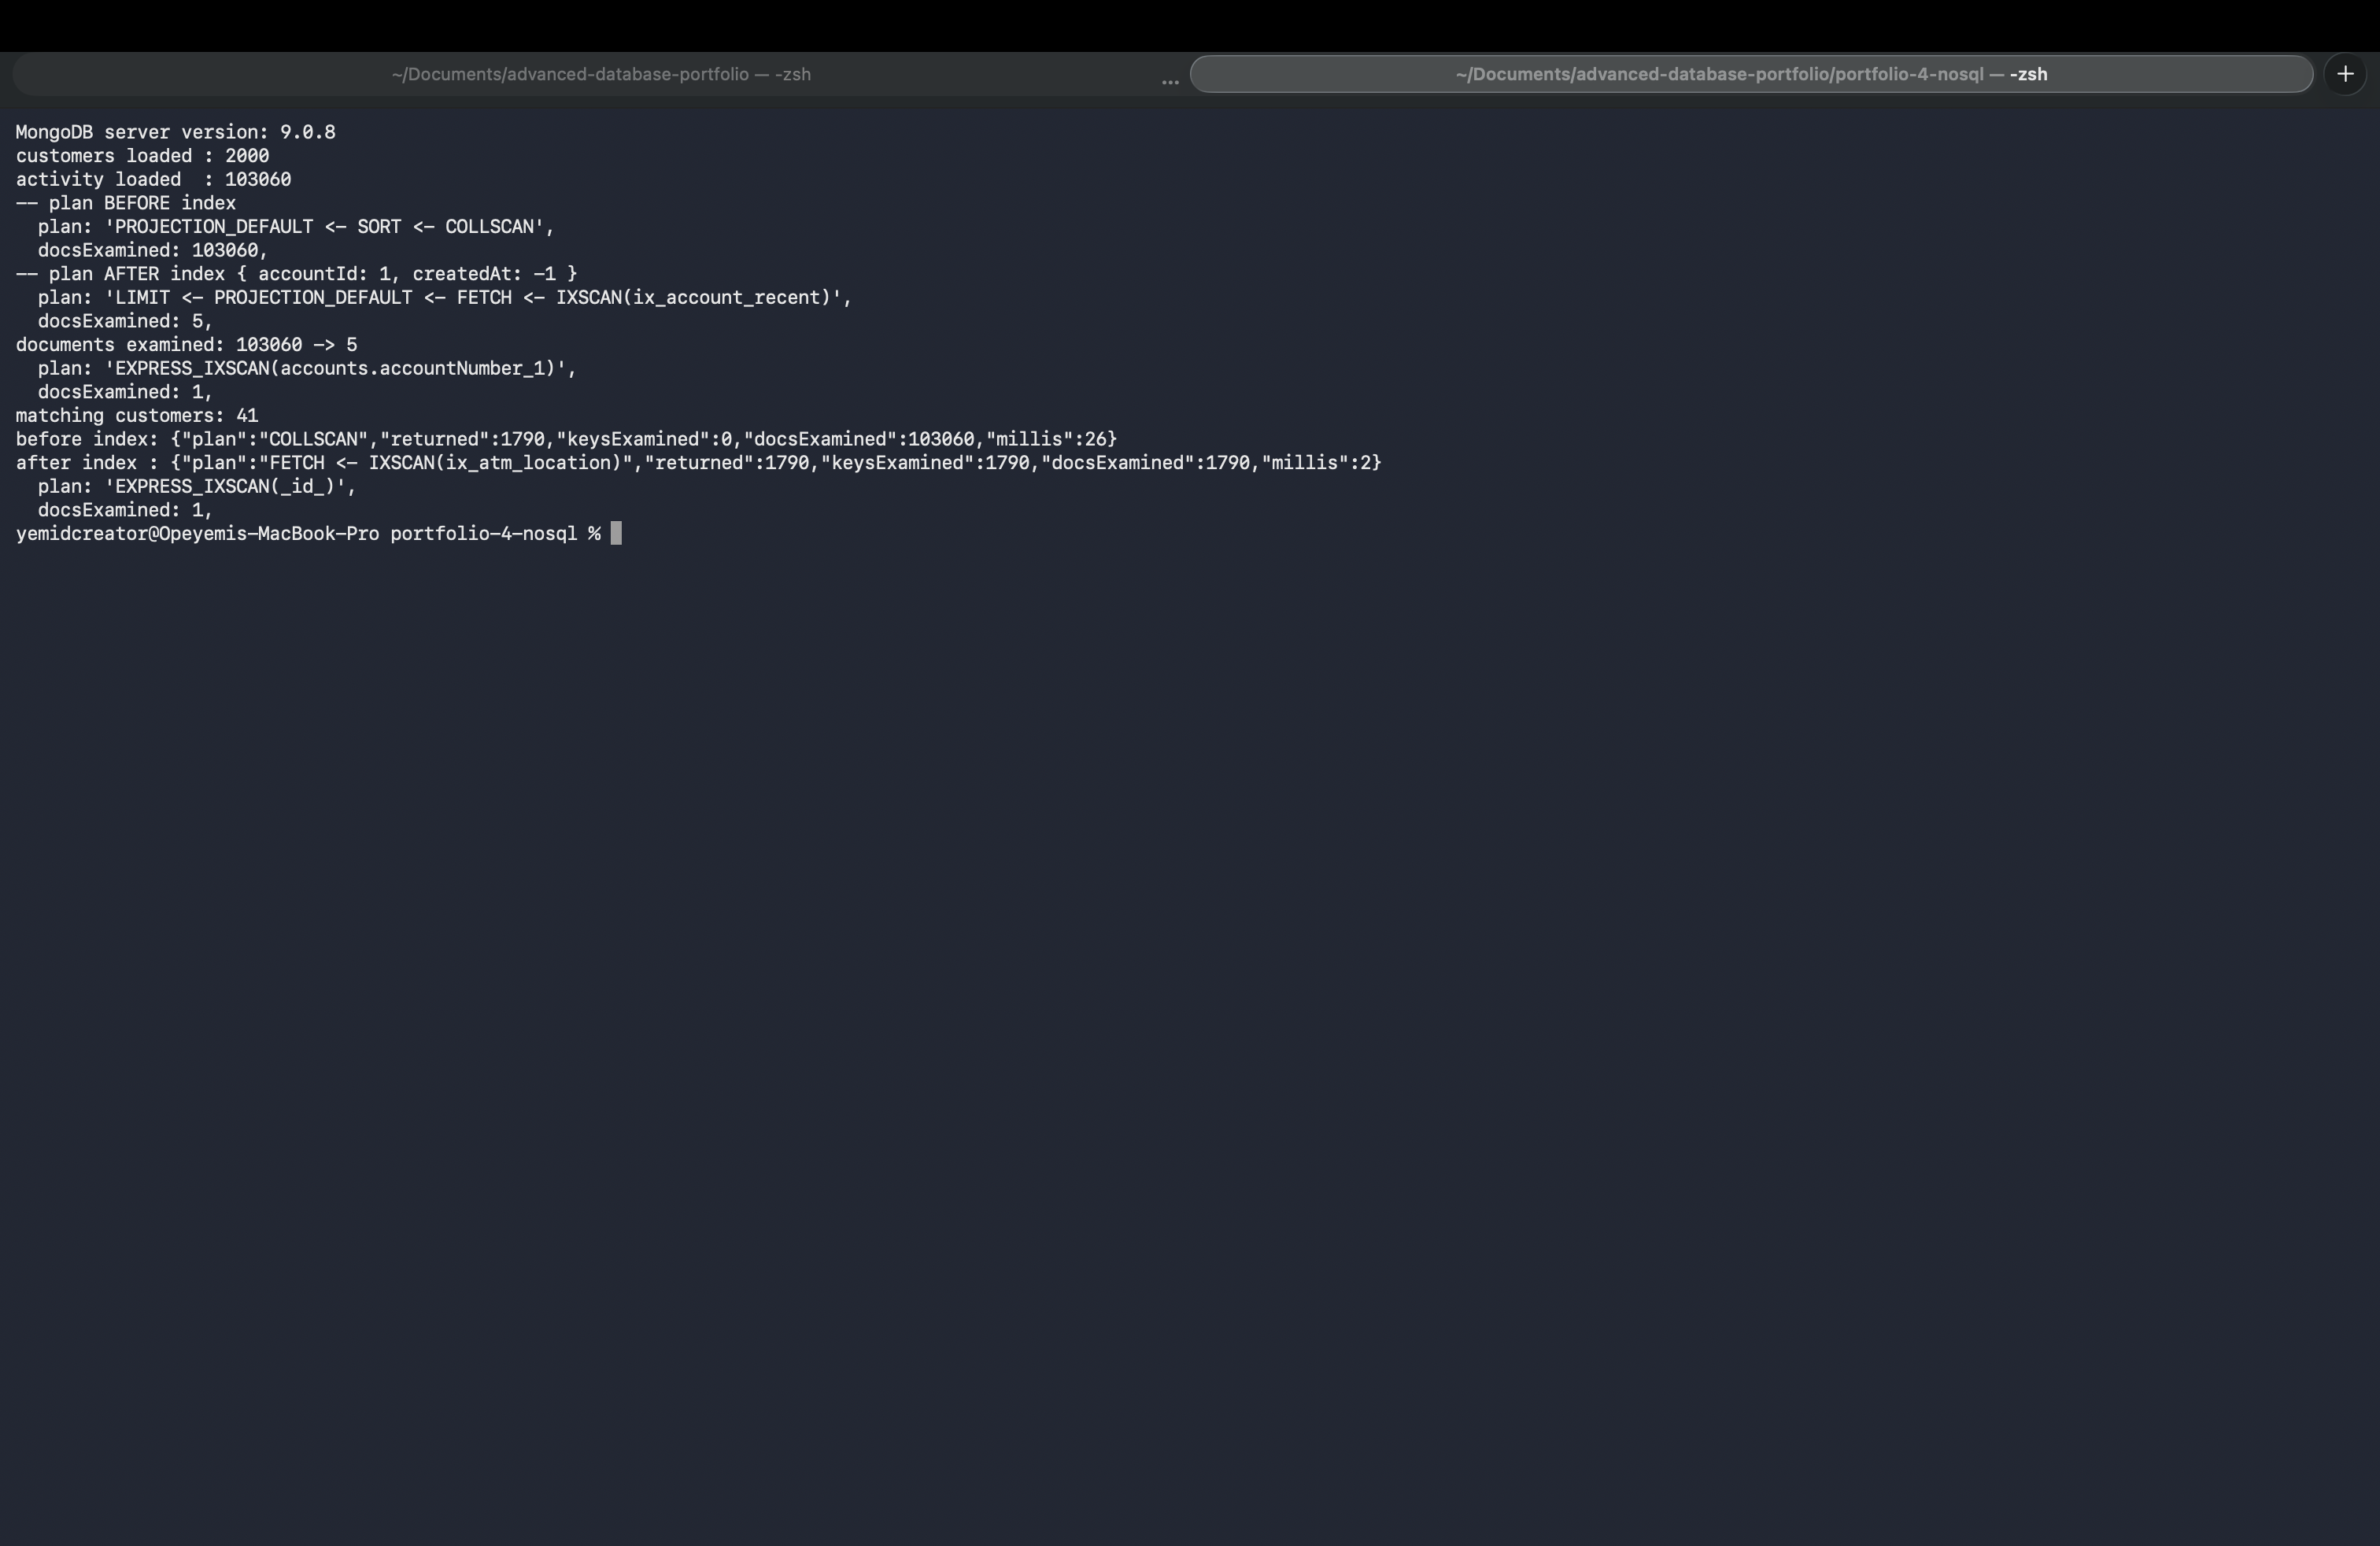 ~/Documents/advanced-database-portfolio — -zsh
... ~/Documents/advanced-database-portfolio/portfolio-4-nosql — -zsh +
MongoDB server version: 9.0.8
customers loaded : 2000
activity loaded  : 103060
-- plan BEFORE index
  plan: 'PROJECTION_DEFAULT <- SORT <- COLLSCAN',
  docsExamined: 103060,
-- plan AFTER index { accountId: 1, createdAt: -1 }
  plan: 'LIMIT <- PROJECTION_DEFAULT <- FETCH <- IXSCAN(ix_account_recent)',
  docsExamined: 5,
documents examined: 103060 -> 5
  plan: 'EXPRESS_IXSCAN(accounts.accountNumber_1)',
  docsExamined: 1,
matching customers: 41
before index: {"plan":"COLLSCAN","returned":1790,"keysExamined":0,"docsExamined":103060,"millis":26}
after index : {"plan":"FETCH <- IXSCAN(ix_atm_location)","returned":1790,"keysExamined":1790,"docsExamined":1790,"millis":2}
  plan: 'EXPRESS_IXSCAN(_id_)',
  docsExamined: 1,
yemidcreator@Opeyemis-MacBook-Pro portfolio-4-nosql %